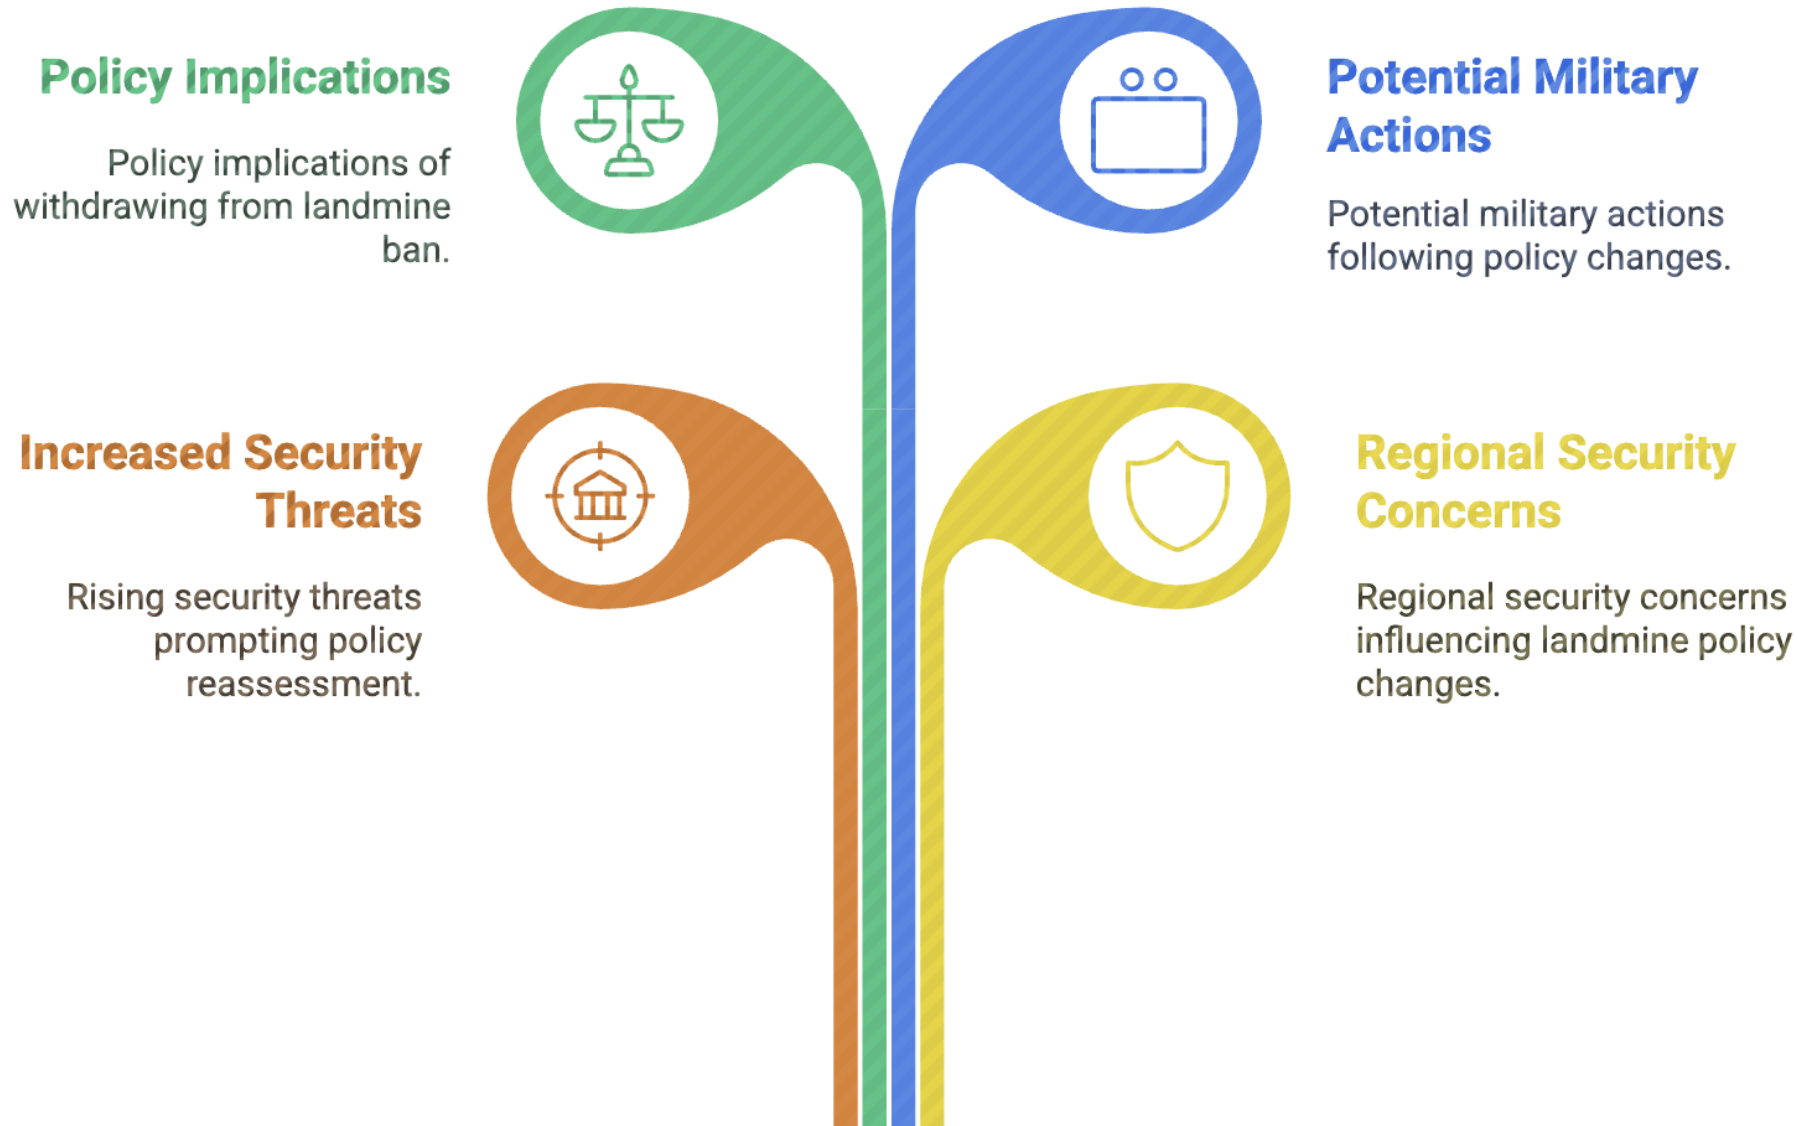 Policy Implications
Policy implications of
withdrawing from landmine
ban.
Potential Military
Actions
Potential military actions
following policy changes.
Increased Security
Threats
Rising security threats
prompting policy
reassessment.
Regional Security
Concerns
Regional security concerns
influencing landmine policy
changes.